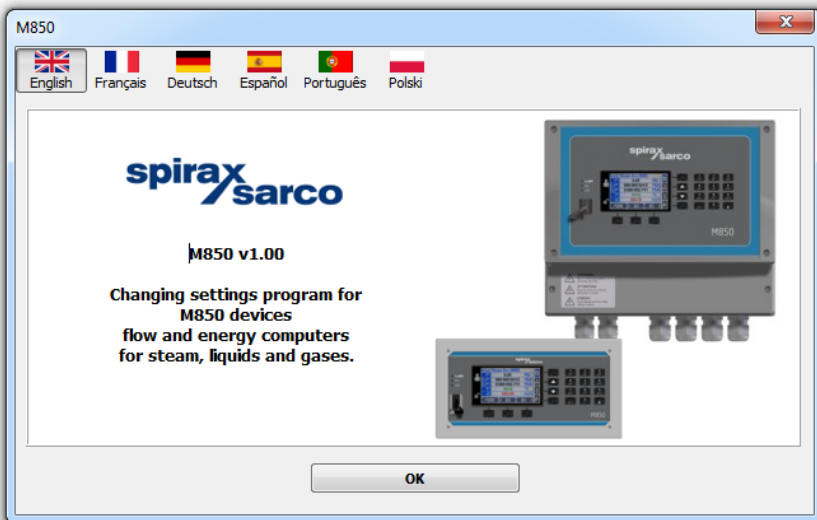 M850
English
Français
Deutsch
Español
Português
Polski
spirax
sarco
M850 v1.00
Changing settings program for
M850 devices
flow and energy computers
for steam, liquids and gases.
spirax
sarco
M850
M850
OK